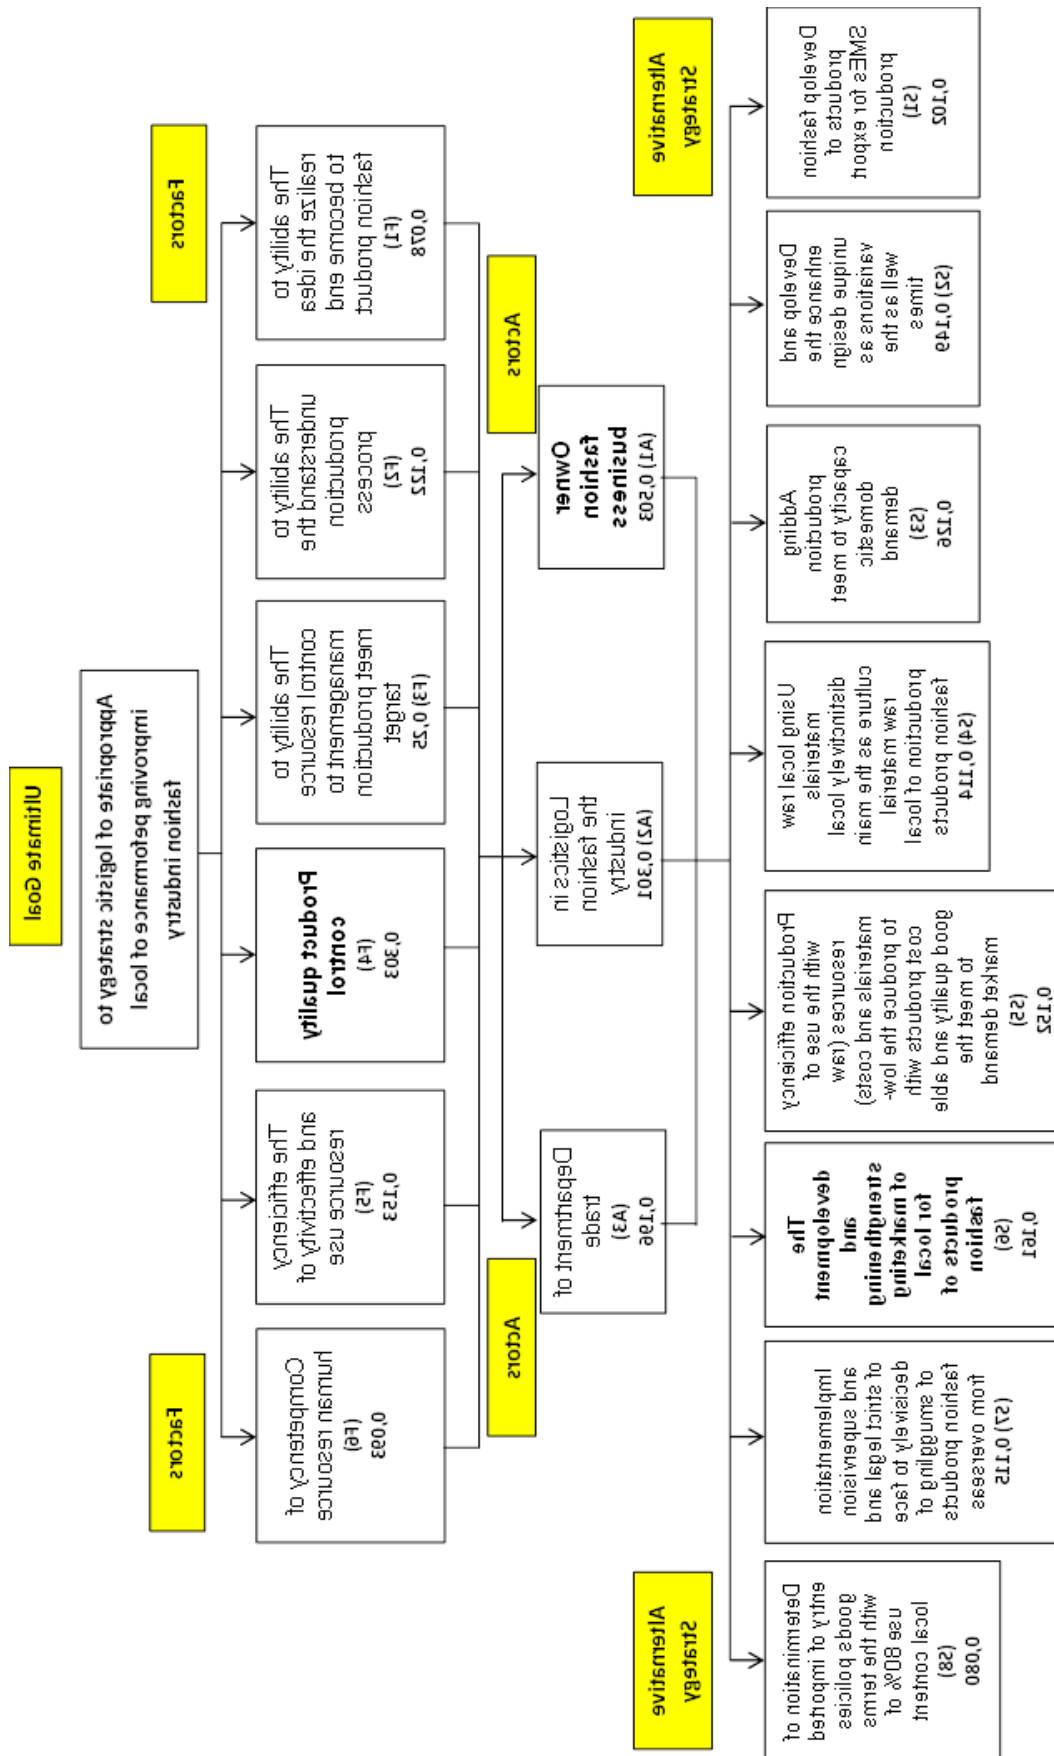 Ultimate Goal
Appropriate of logistic strategy to
improving peformance of local
fashion industry
Factors
Factors
The ability to
realize the idea
to become end
fashion product
(F1)
0,078
The ability to
understand the
production
process
(F2)
0,122
The ability to
control resource
management to
meet production
target
(F3) 0,25
Product quality
control
(F4)
0,303
The efficiency
and effectivity of
resource use
(F5)
0,153
Competency of
human resource
(F6)
0,093
Actors
Actors
Owner
fashion
business
(A1) 0,503
Logistics in
the fashion
industry
(A2) 0,301
Department of
trade
(A3)
0,196
Alternative
Strategy
Alternative
Strategy
Develop fashion
products of
SMES for export
production
(S1)
0,102
Develop and
enhance the
unique design
variations as
well as the
times
(S2) 0,149
Adding
production
capacity to meet
domestic
demand
(S3)
0,126
Using local raw
materials
distinctively local
culture as the main
raw material
production of local
fashion products
(S4) 0,114
Production efficiency
with the use of
resources (raw
materials and costs)
to produce the low-
cost products with
good quality and able
to meet the
market demand
(S5)
0,152
The
development
and
strengthening
of marketing
for local
products of
fashion
(S6)
0,161
Implementation
and supervision
of strict legal and
decisively to face
of smuggling of
fashion products
from overseas
(S7) 0,115
Determination of
entry of imported
goods policies
with the terms
use 80% of
local content
(S8)
0,080